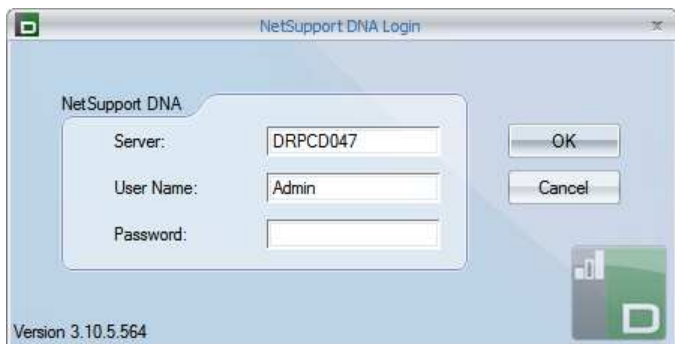 NetSupport DNA Login
NetSupport DNA
Server: DRPCD047
OK
User Name: Admin
Cancel
Password:
D
Version 3.10.5.564